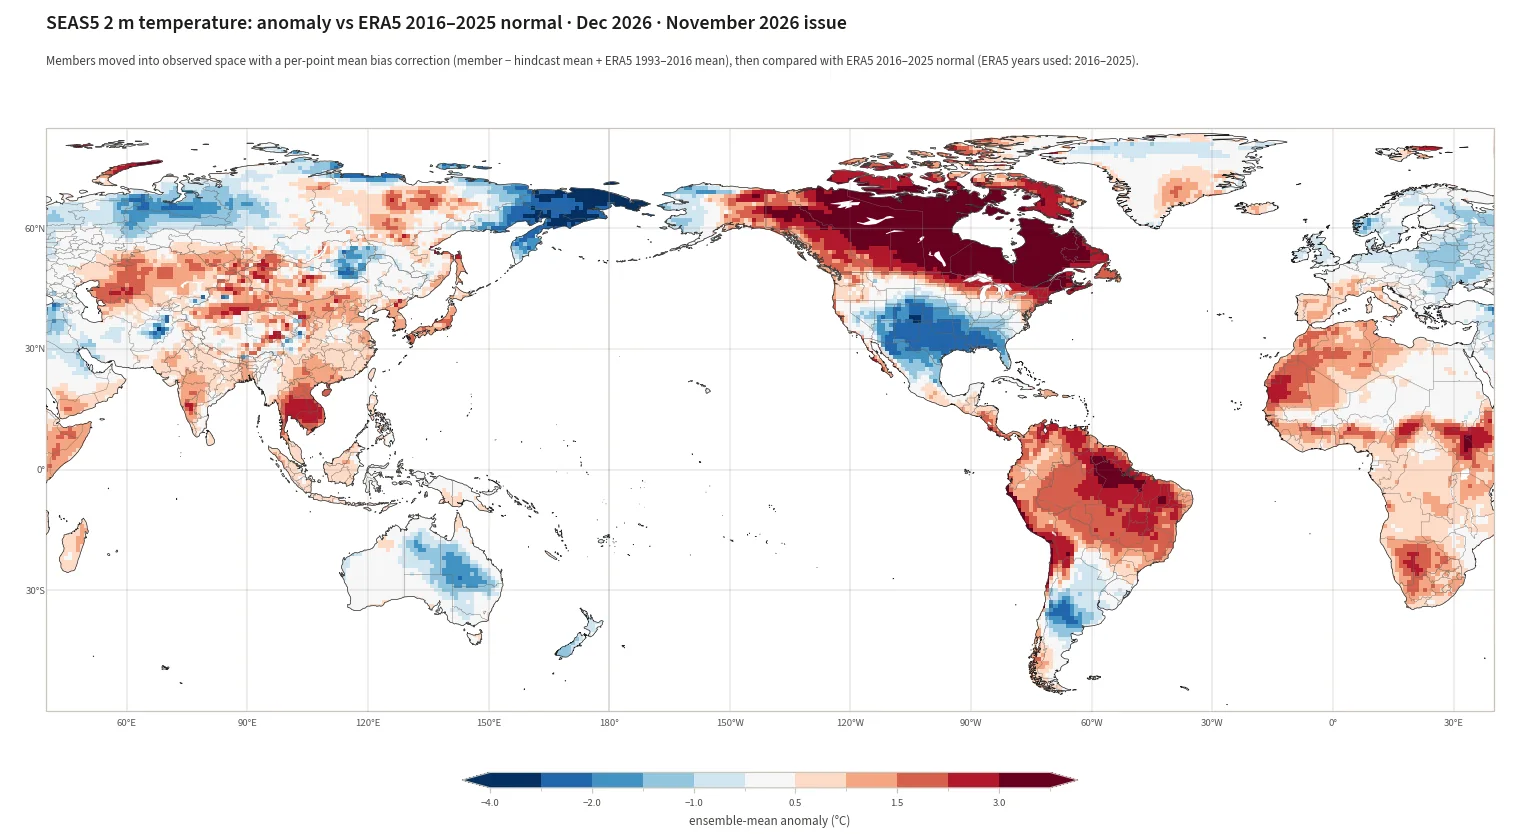 SEAS5 2 m temperature: anomaly vs ERA5 2016–2025 normal · Dec 2026 · November 2026 issue
Members moved into observed space with a per-point mean bias correction (member − hindcast mean + ERA5 1993–2016 mean), then compared with ERA5 2016–2025 normal (ERA5 years used: 2016–2025).
60°N
30°N
0°
30°S
60°E 90°E 120°E 150°E 180° 150°W 120°W 90°W 60°W 30°W 0° 30°E
−4.0 −2.0 −1.0 0.5 1.5 3.0
ensemble-mean anomaly (°C)